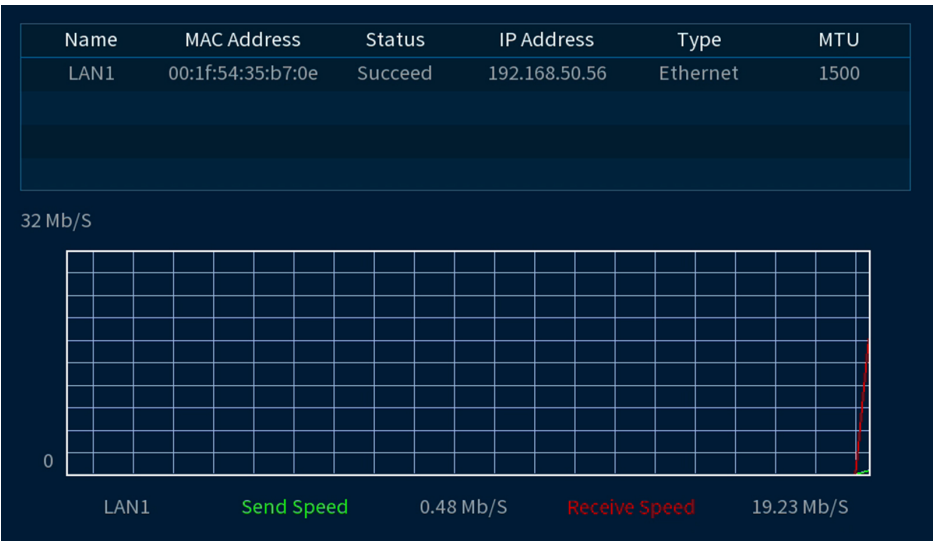 Name MAC Address Status IP Address Type MTU
LAN1 00:1f:54:35:b7:0e Succeed 192.168.50.56 Ethernet 1500
32 Mb/S
0
LAN1 Send Speed 0.48 Mb/S Receive Speed 19.23 Mb/S